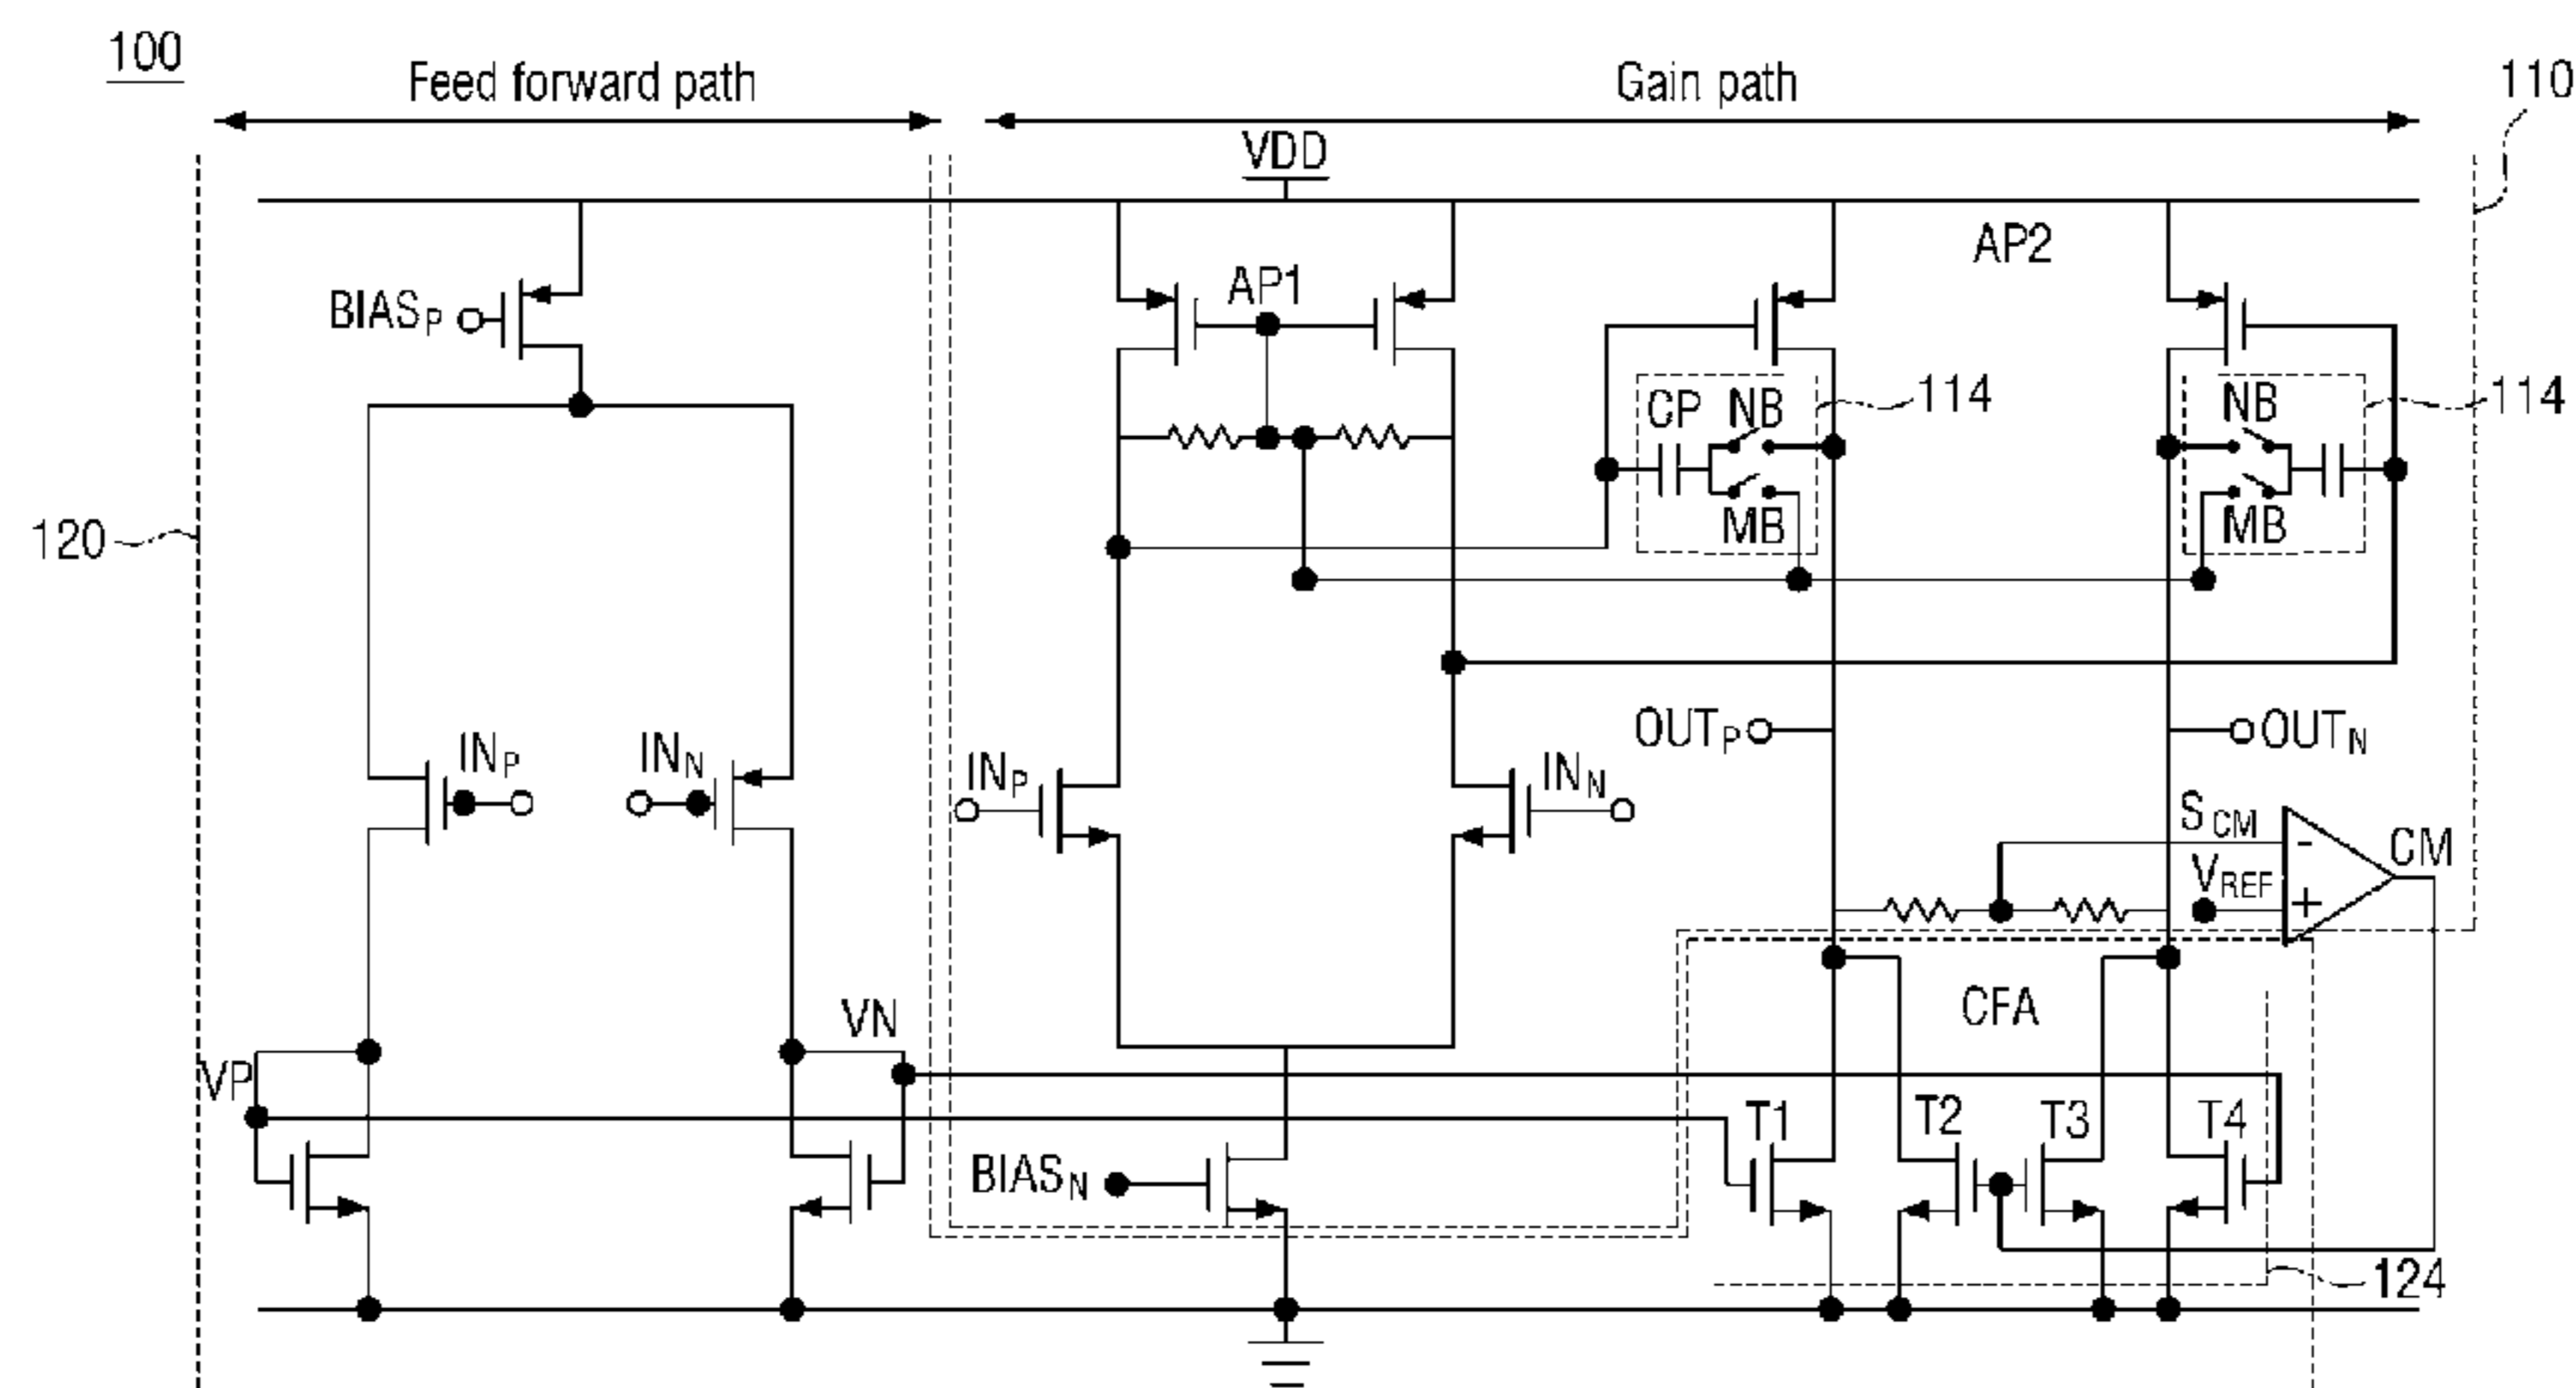 100
Feed forward path
Gain path
110
VDD
AP2
AP1
BIASP
CP NB
114
NB
114
MB
MB
120
OUTP
OUTN
INP
INN
INP
INN
SCM
CM
VREF
-
+
CFA
VN
VP
T1
T2
T3
T4
BIASN
124